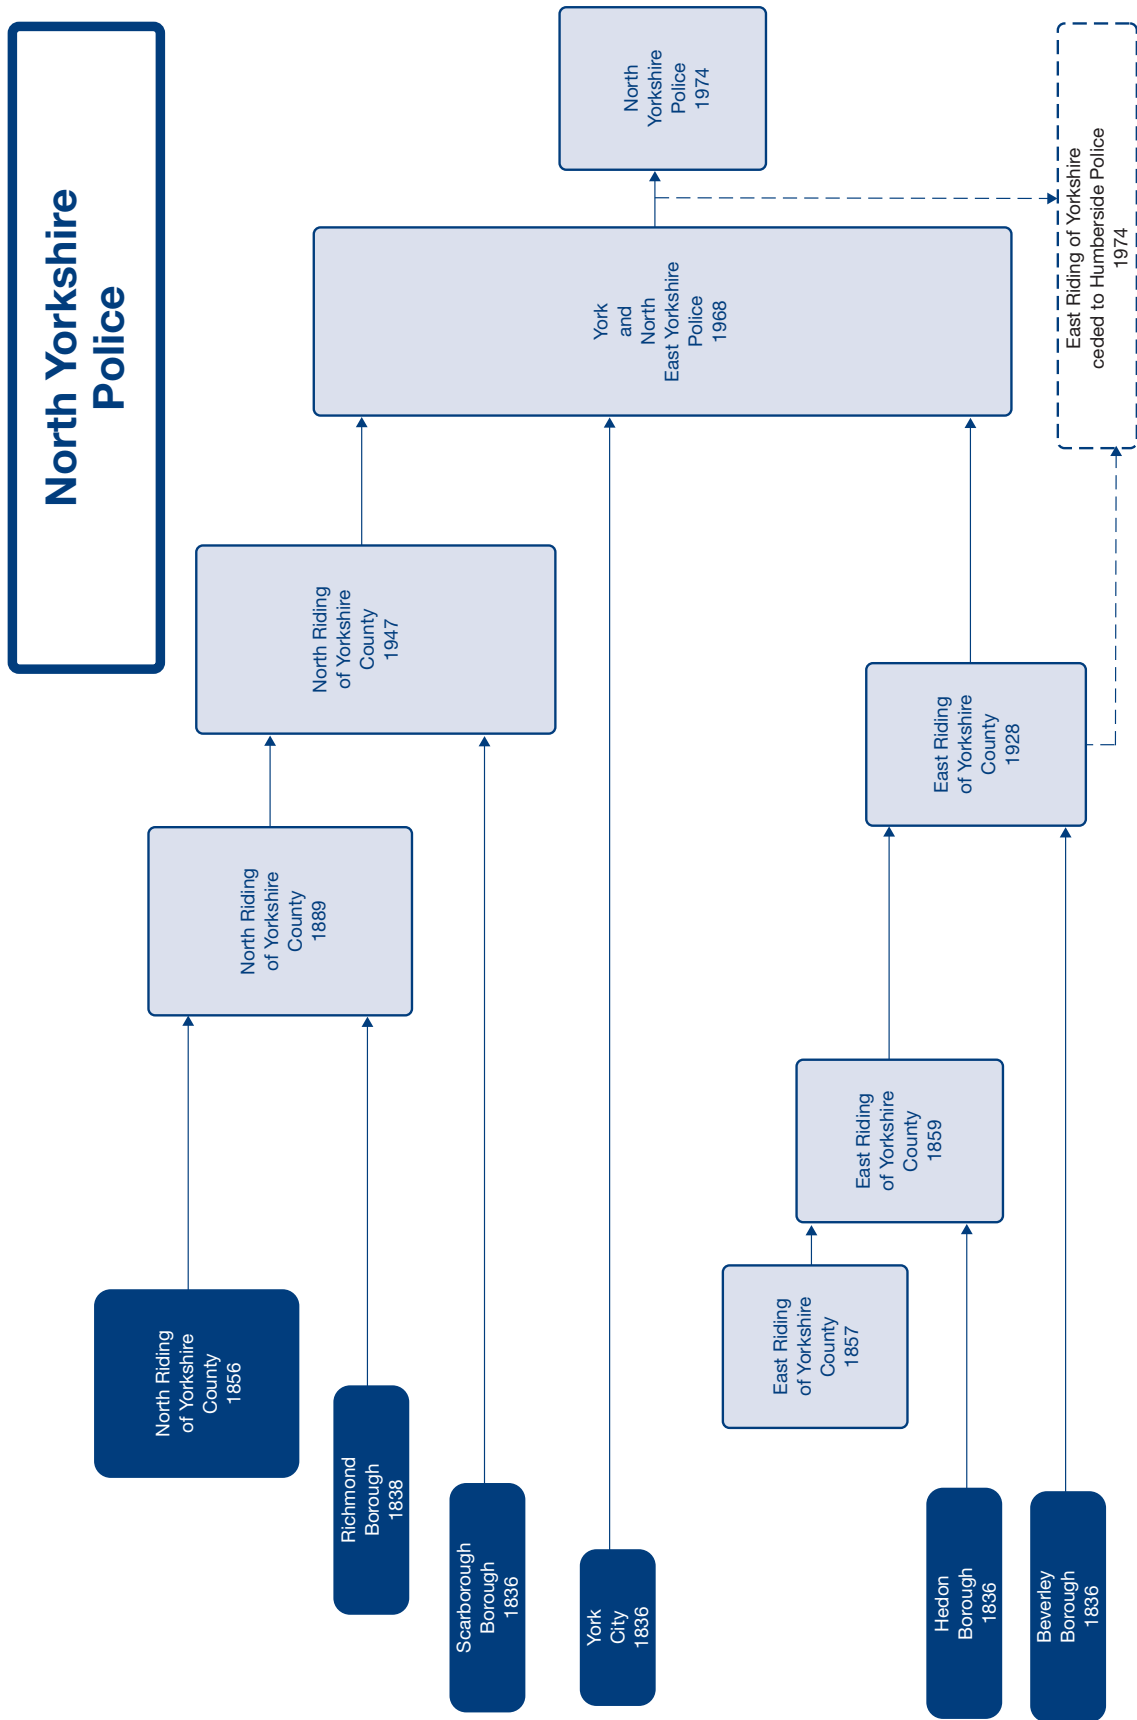 North Yorkshire
Police
North Riding
of Yorkshire
County
1856
Richmond
Borough
1838
Scarborough
Borough
1836
York
City
1836
Hedon
Borough
1836
Beverley
Borough
1836
East Riding
of Yorkshire
County
1857
East Riding
of Yorkshire
County
1859
North Riding
of Yorkshire
County
1889
East Riding
of Yorkshire
County
1928
North Riding
of Yorkshire
County
1947
York
and North
East Yorkshire
Police
1968
North
Yorkshire
Police
1974
East Riding of Yorkshire
ceded to Humberside Police
1974